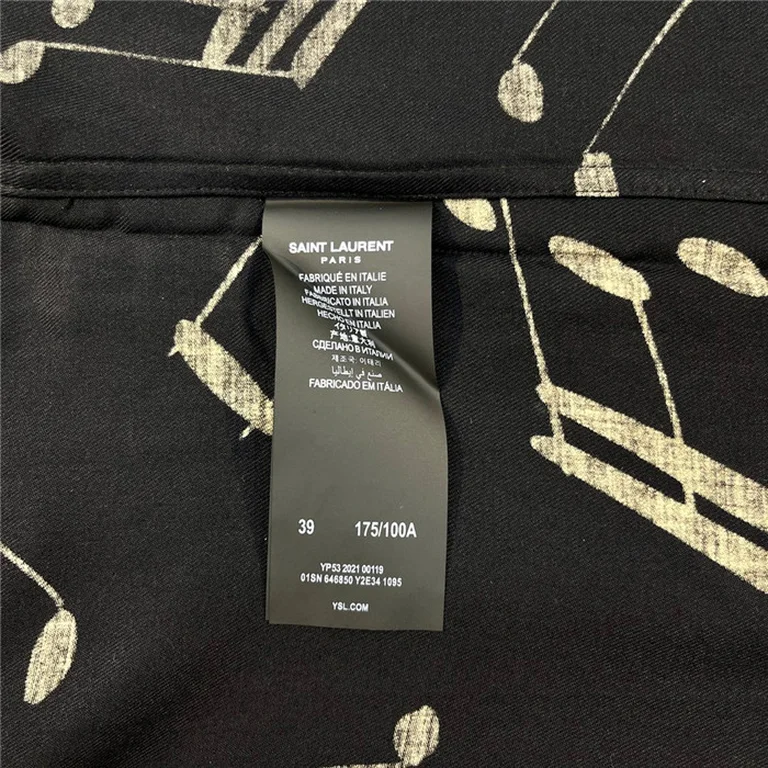 SAINT LAURENT
PARIS
FABRIQUÉ EN ITALIE
MADE IN ITALY
FABBRICATO IN ITALIA
HERGESTELLT IN ITALIEN
HECHO EN ITALIA
イタリア製
产地:意大利
СДЕЛАНО В ИТАЛИИ
제조국: 이태리
صنع في إيطاليا
FABRICADO EM ITÁLIA
39 175/100A
YP53 2021 00119
01SN 646850 Y2E34 1095
YSL.COM